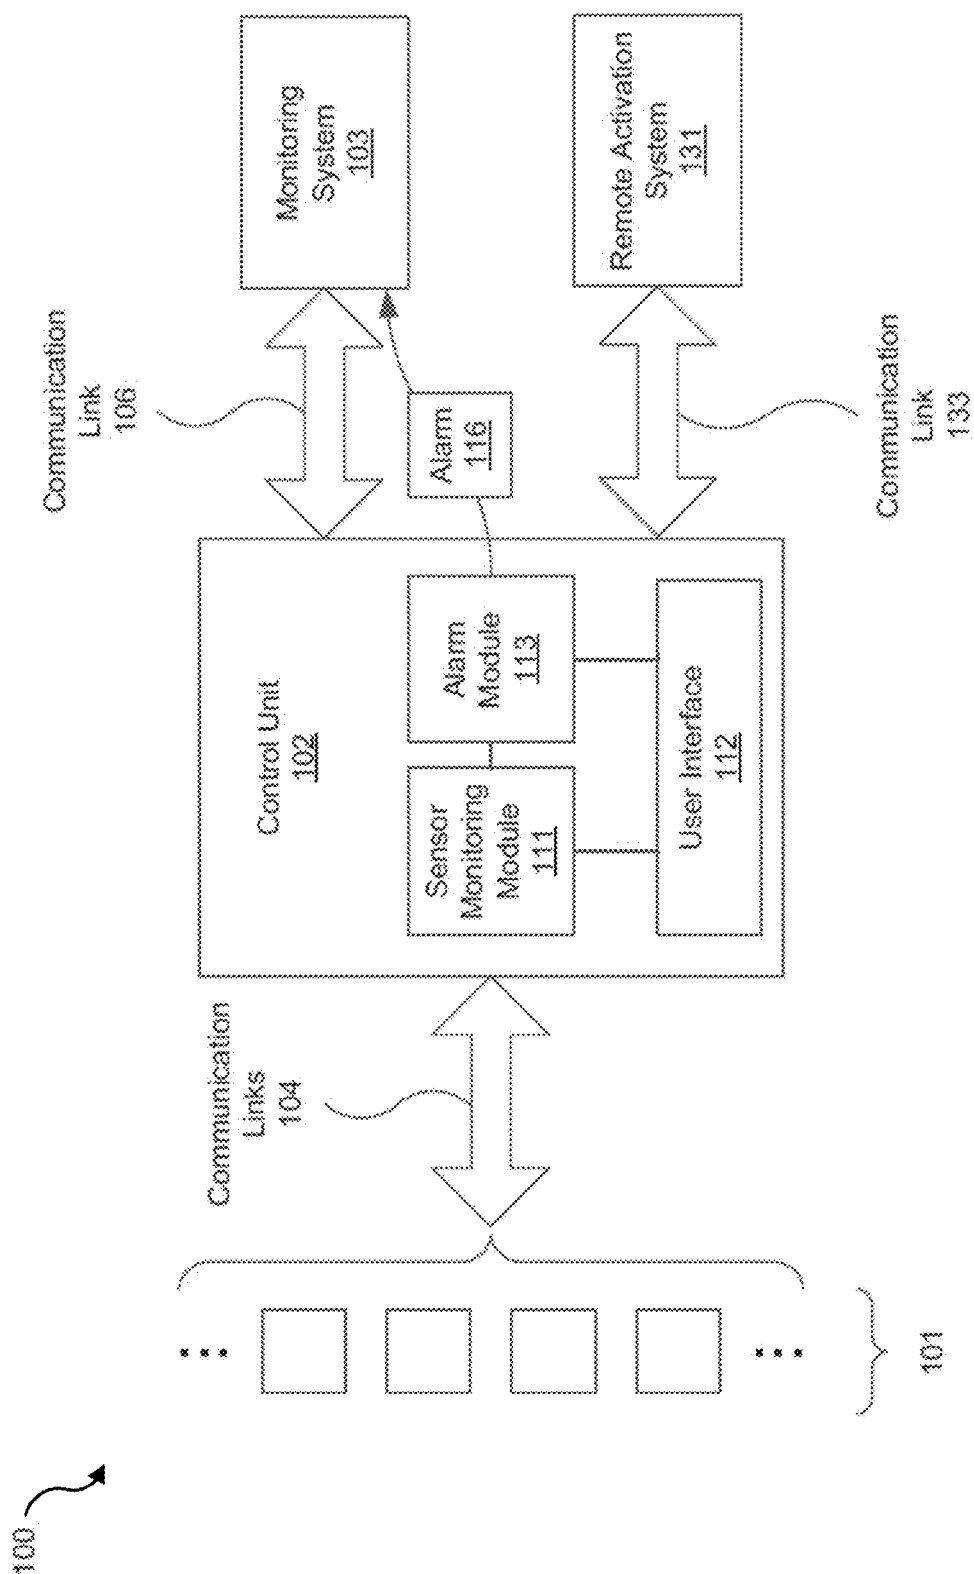 100
101
Communication
Links
104
Control Unit
102
Sensor
Monitoring
Module
111
Alarm
Module
113
User Interface
112
Communication
Link
106
Alarm
116
Communication
Link
133
Monitoring
System
103
Remote Activation
System
131